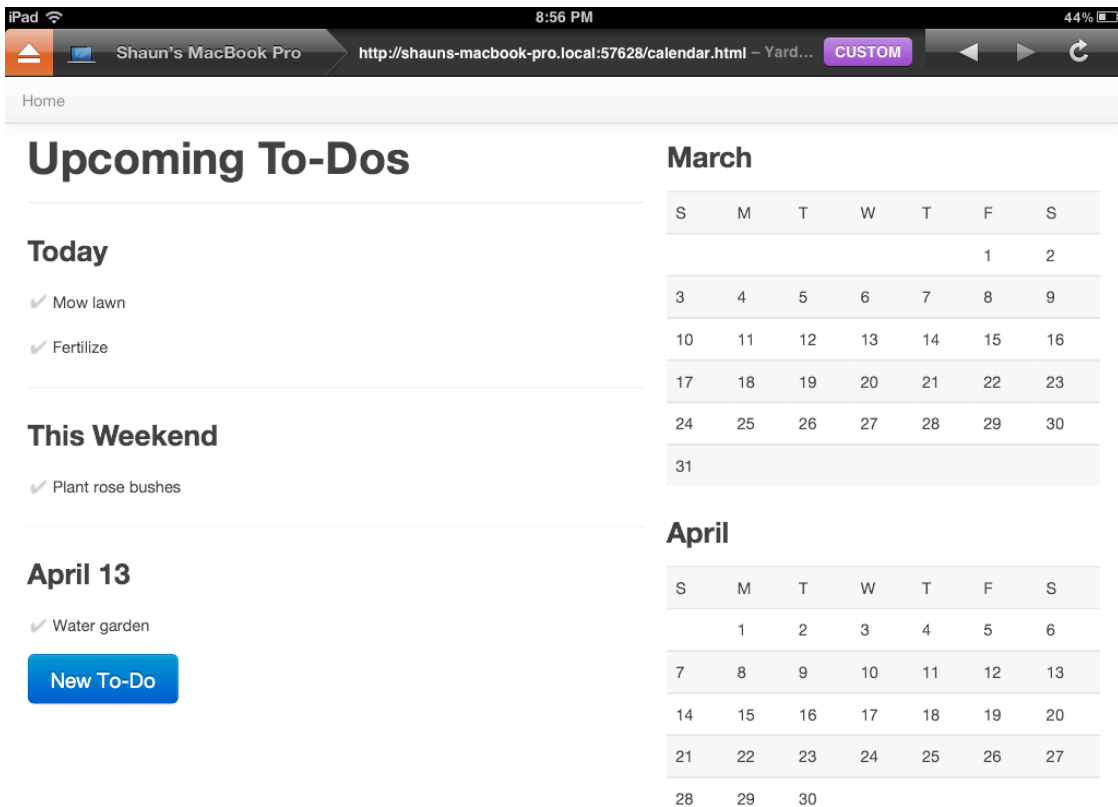 iPad 8:56 PM 44%
Shaun's MacBook Pro http://shauns-macbook-pro.local:57628/calendar.html – Yard... CUSTOM
Home
Upcoming To-Dos
Today
Mow lawn
Fertilize
This Weekend
Plant rose bushes
April 13
Water garden
New To-Do
March
S M T W T F S
1 2
3 4 5 6 7 8 9
10 11 12 13 14 15 16
17 18 19 20 21 22 23
24 25 26 27 28 29 30
31
April
S M T W T F S
1 2 3 4 5 6
7 8 9 10 11 12 13
14 15 16 17 18 19 20
21 22 23 24 25 26 27
28 29 30